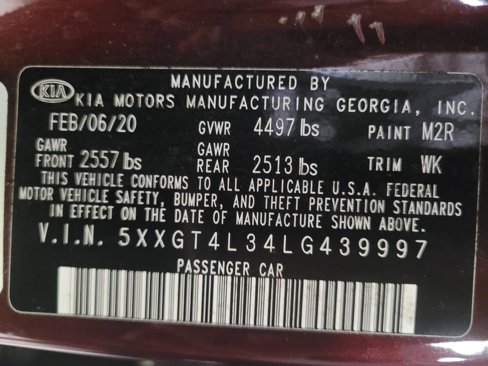 MANUFACTURED BY
KIA KIA MOTORS MANUFACTURING GEORGIA, INC.
FEB/06/20 GVWR 4497 lbs PAINT M2R
GAWR FRONT 2557 lbs GAWR REAR 2513 lbs TRIM WK
THIS VEHICLE CONFORMS TO ALL APPLICABLE U.S.A. FEDERAL
MOTOR VEHICLE SAFETY, BUMPER, AND THEFT PREVENTION STANDARDS
IN EFFECT ON THE DATE OF MANUFACTURE SHOWN ABOVE.
V.I.N. 5XXGT4L34LG439997
PASSENGER CAR